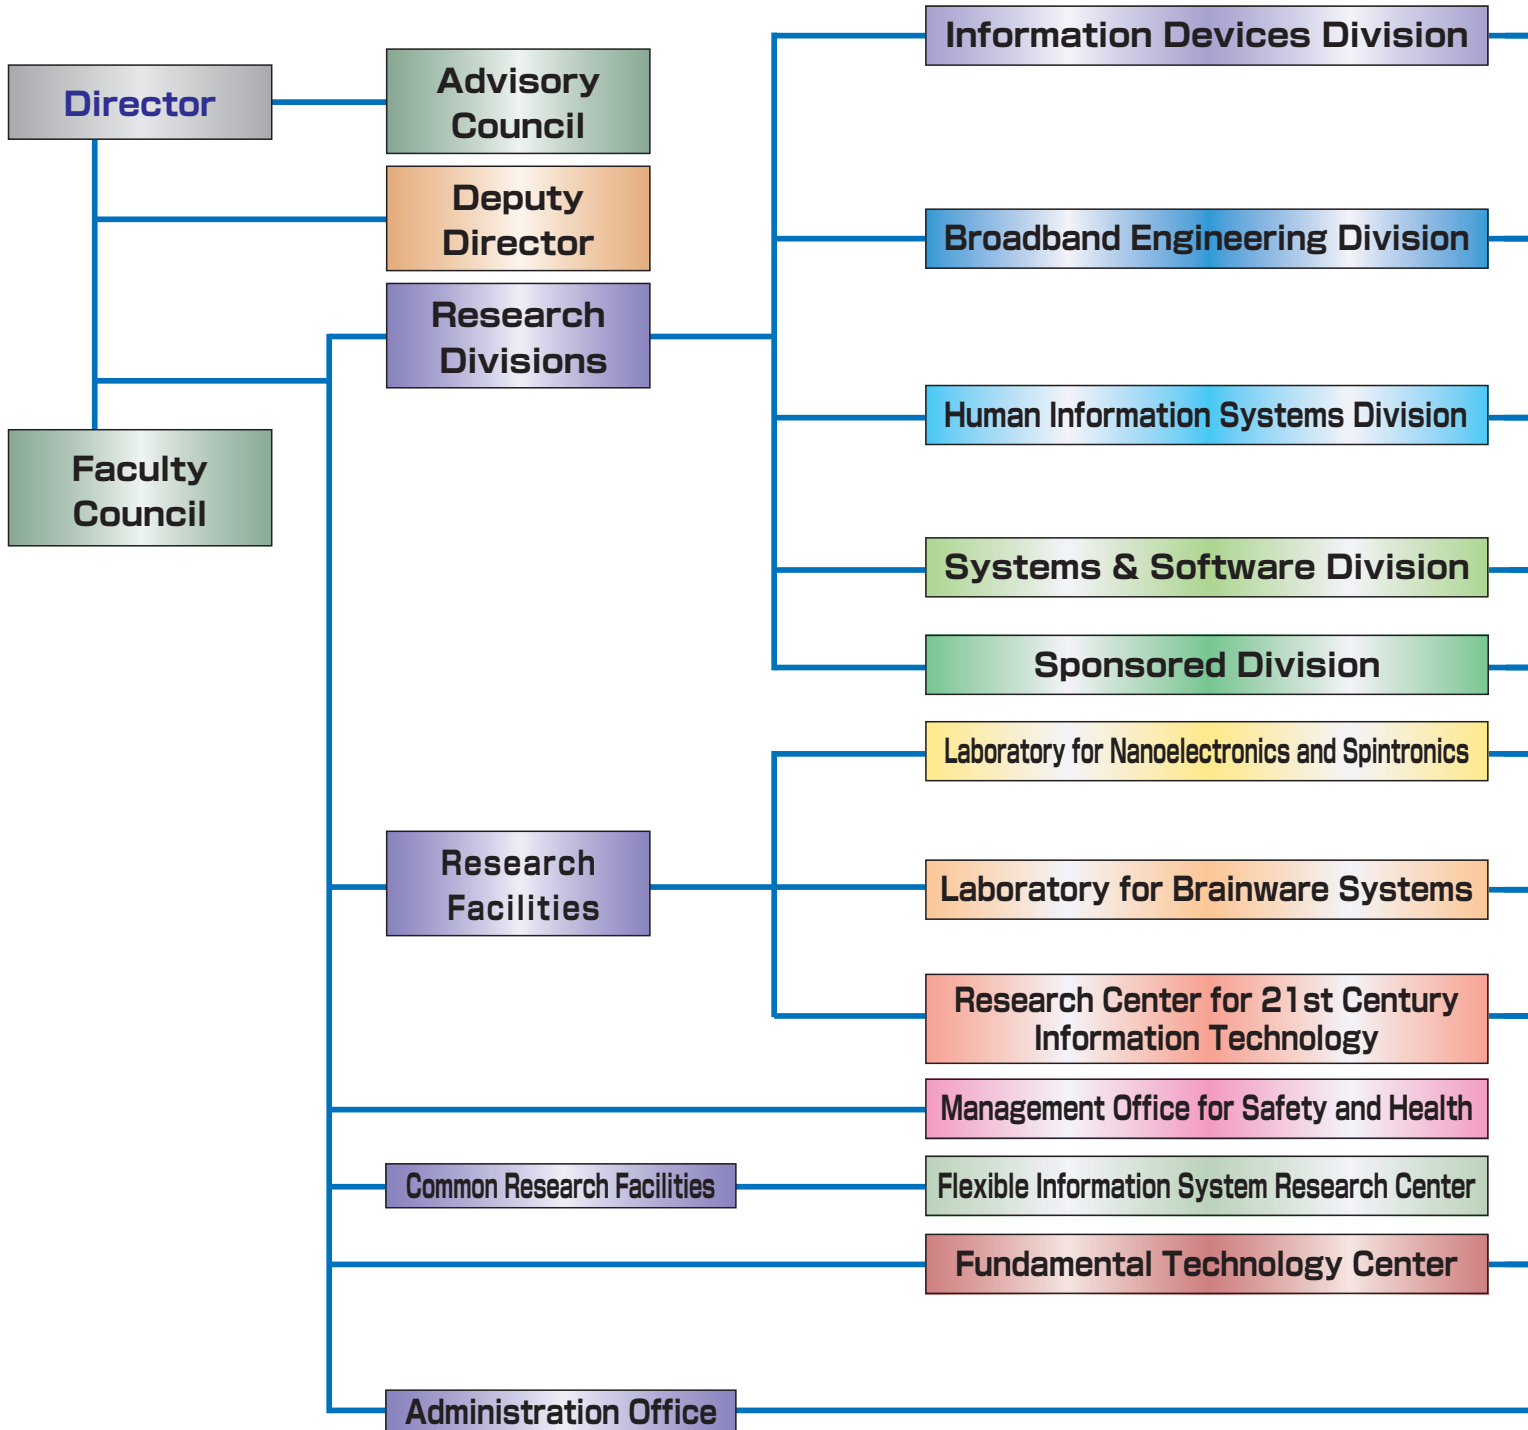 Director
Advisory
Council
Deputy
Director
Research
Divisions
Faculty
Council
Information Devices Division
Broadband Engineering Division
Human Information Systems Division
Systems & Software Division
Sponsored Division
Research
Facilities
Laboratory for Nanoelectronics and Spintronics
Laboratory for Brainware Systems
Research Center for 21st Century
Information Technology
Management Office for Safety and Health
Common Research Facilities
Flexible Information System Research Center
Fundamental Technology Center
Administration Office